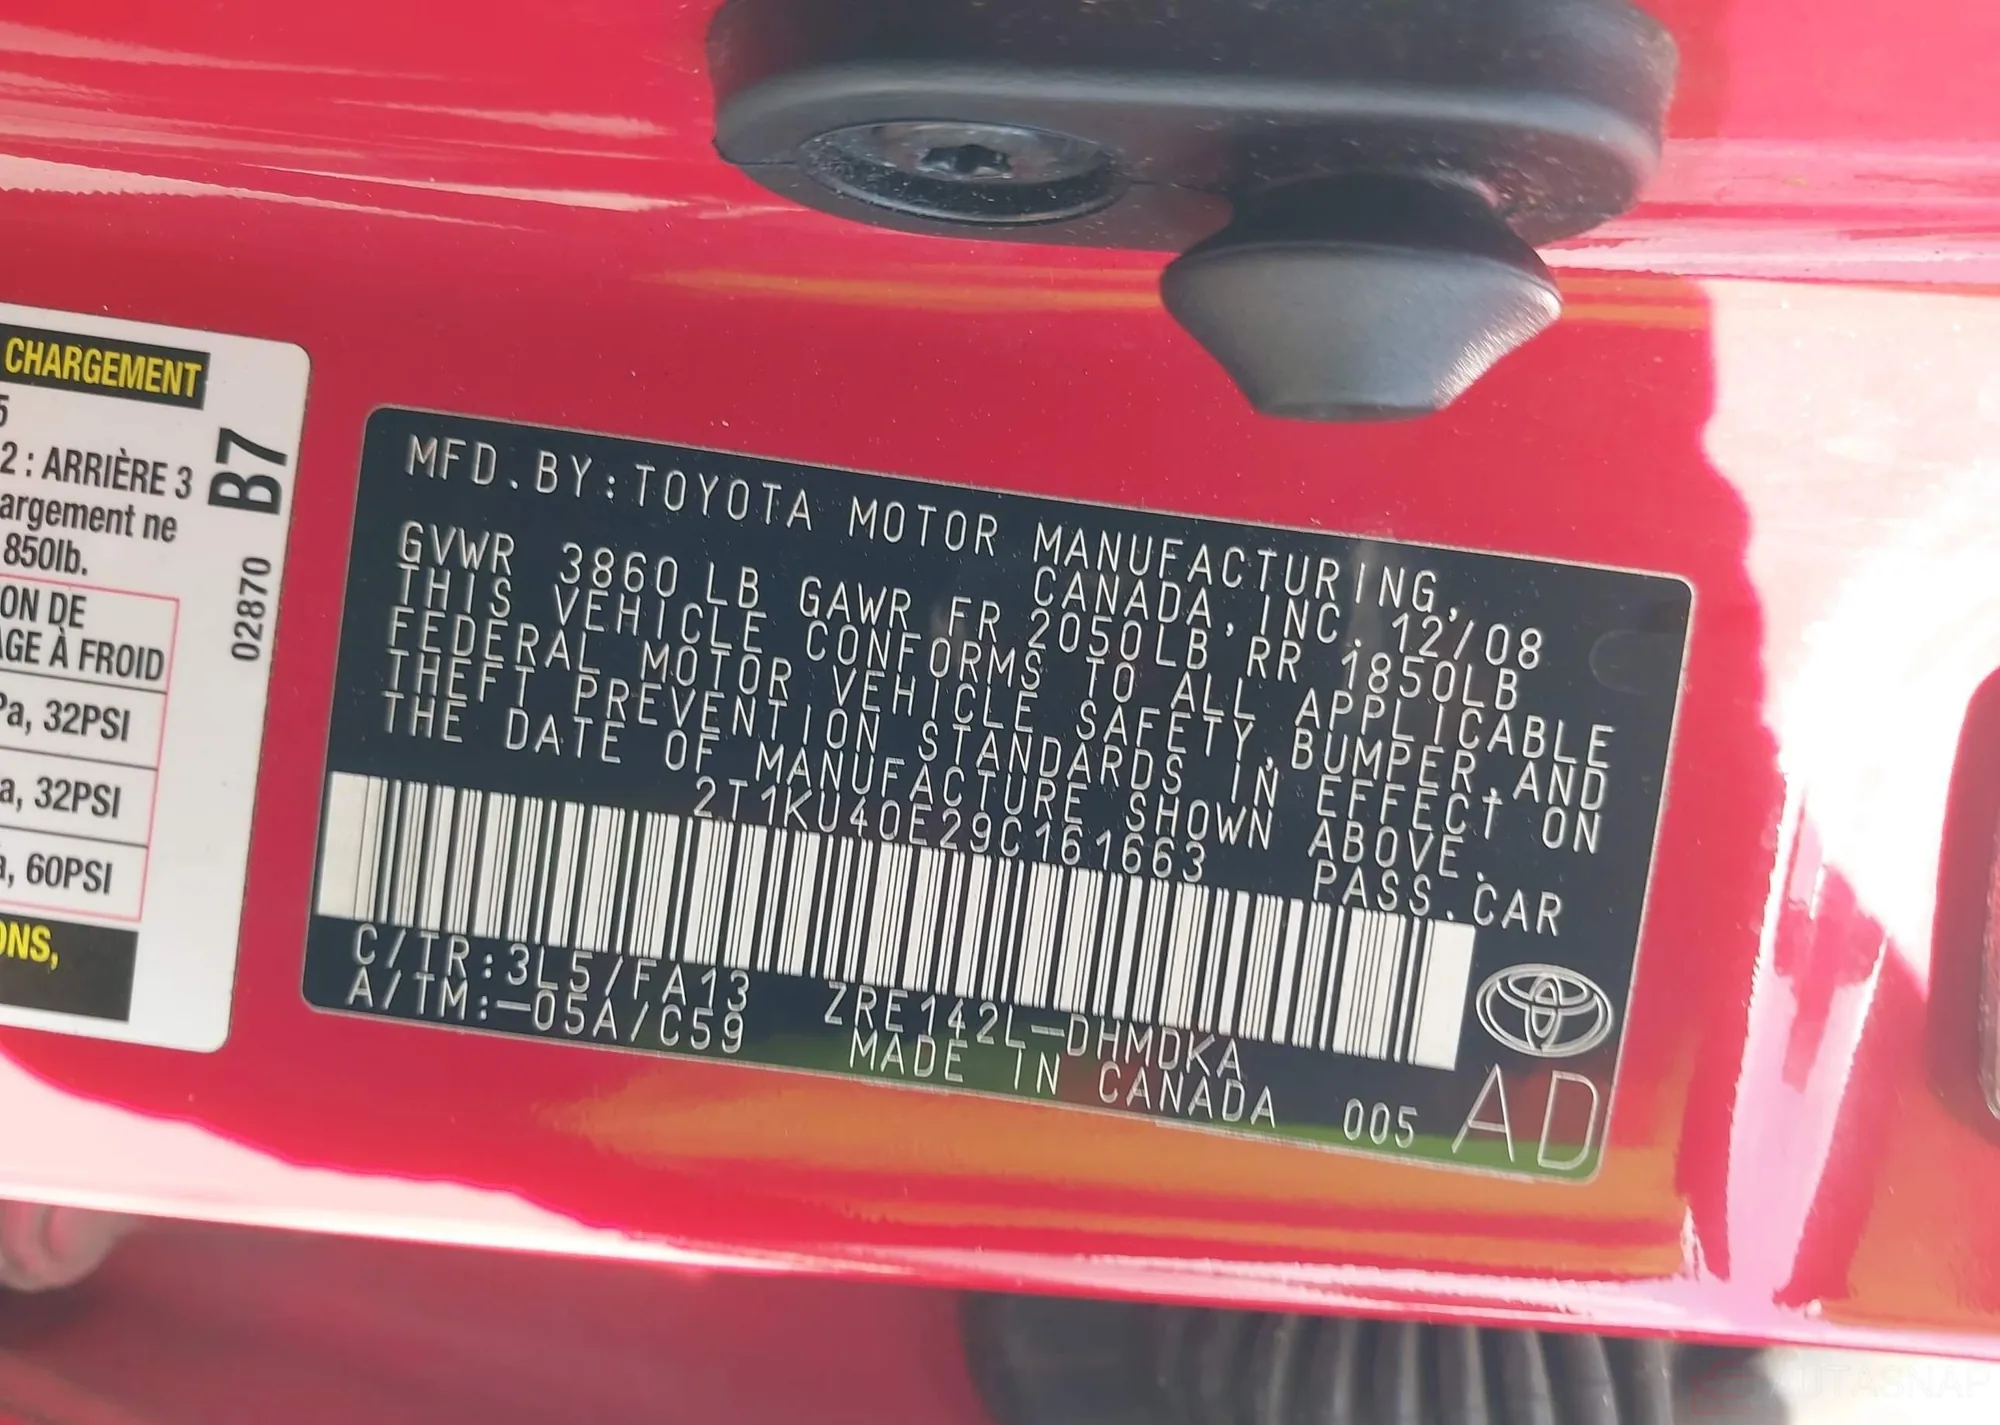 CHARGEMENT
5
2 : ARRIÈRE 3
argement ne
850lb.
ON DE
AGE À FROID
Pa, 32PSI
a, 32PSI
a, 60PSI
ONS,
B7
02870
MFD.BY:TOYOTA MOTOR MANUFACTURING,
CANADA, INC. 12/08
GVWR 3860 LB GAWR FR 2050LB RR 1850LB
THIS VEHICLE CONFORMS TO ALL APPLICABLE
FEDERAL MOTOR VEHICLE SAFETY,BUMPER,AND
THEFT PREVENTION STANDARDS IN EFFECT ON
THE DATE OF MANUFACTURE SHOWN ABOVE.
2T1KU40E29C161663 PASS.CAR
C/TR:3L5/FA13 ZRE142L-DHMDKA
A/TM:-05A/C59 MADE IN CANADA 005 AD